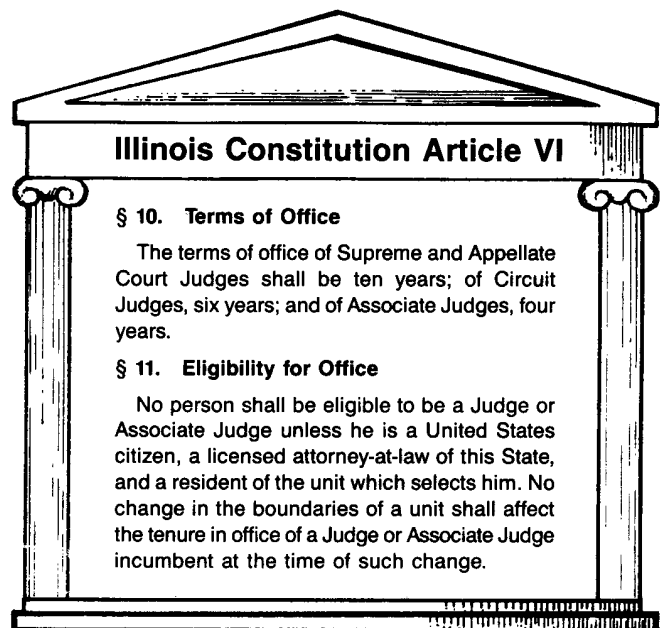 Illinois Constitution Article VI
§ 10. Terms of Office
The terms of office of Supreme and Appellate
Court Judges shall be ten years; of Circuit
Judges, six years; and of Associate Judges, four
years.
§ 11. Eligibility for Office
No person shall be eligible to be a Judge or
Associate Judge unless he is a United States
citizen, a licensed attorney-at-law of this State,
and a resident of the unit which selects him. No
change in the boundaries of a unit shall affect
the tenure in office of a Judge or Associate Judge
incumbent at the time of such change.